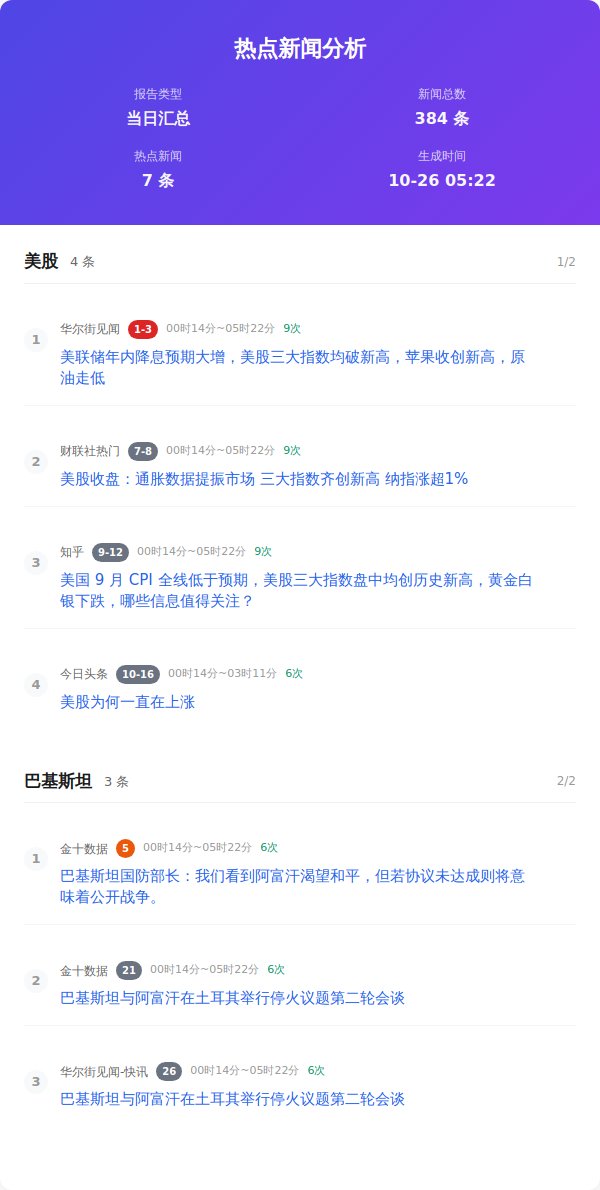 热点新闻分析
报告类型
新闻总数
当日汇总
384 条
热点新闻
生成时间
7 条
10-26 05:22
美股 4 条 1/2
1
华尔街见闻 1-3 00时14分~05时22分 9次
美联储年内降息预期大增，美股三大指数均破新高，苹果收创新高，原
油走低
2
财联社热门 7-8 00时14分~05时22分 9次
美股收盘：通胀数据提振市场 三大指数齐创新高 纳指涨超1%
3
知乎 9-12 00时14分~05时22分 9次
美国 9 月 CPI 全线低于预期，美股三大指数盘中均创历史新高，黄金白
银下跌，哪些信息值得关注？
4
今日头条 10-16 00时14分~03时11分 6次
美股为何一直在上涨
巴基斯坦 3 条 2/2
1
金十数据 5 00时14分~05时22分 6次
巴基斯坦国防部长：我们看到阿富汗渴望和平，但若协议未达成则将意
味着公开战争。
2
金十数据 21 00时14分~05时22分 6次
巴基斯坦与阿富汗在土耳其举行停火议题第二轮会谈
3
华尔街见闻-快讯 26 00时14分~05时22分 6次
巴基斯坦与阿富汗在土耳其举行停火议题第二轮会谈